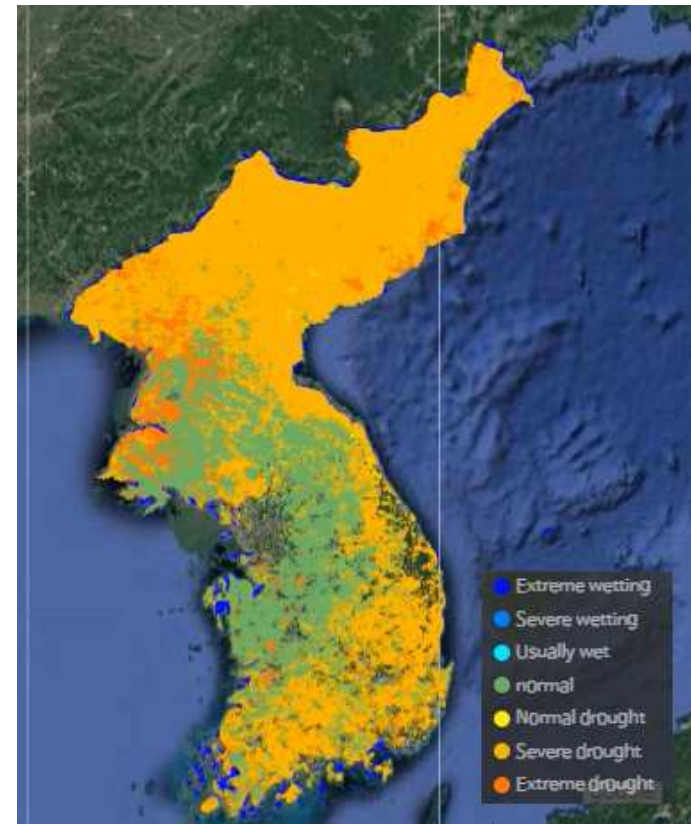 Extreme wetting
Severe wetting
Usually wet
normal
Normal drought
Severe drought
Extreme drought